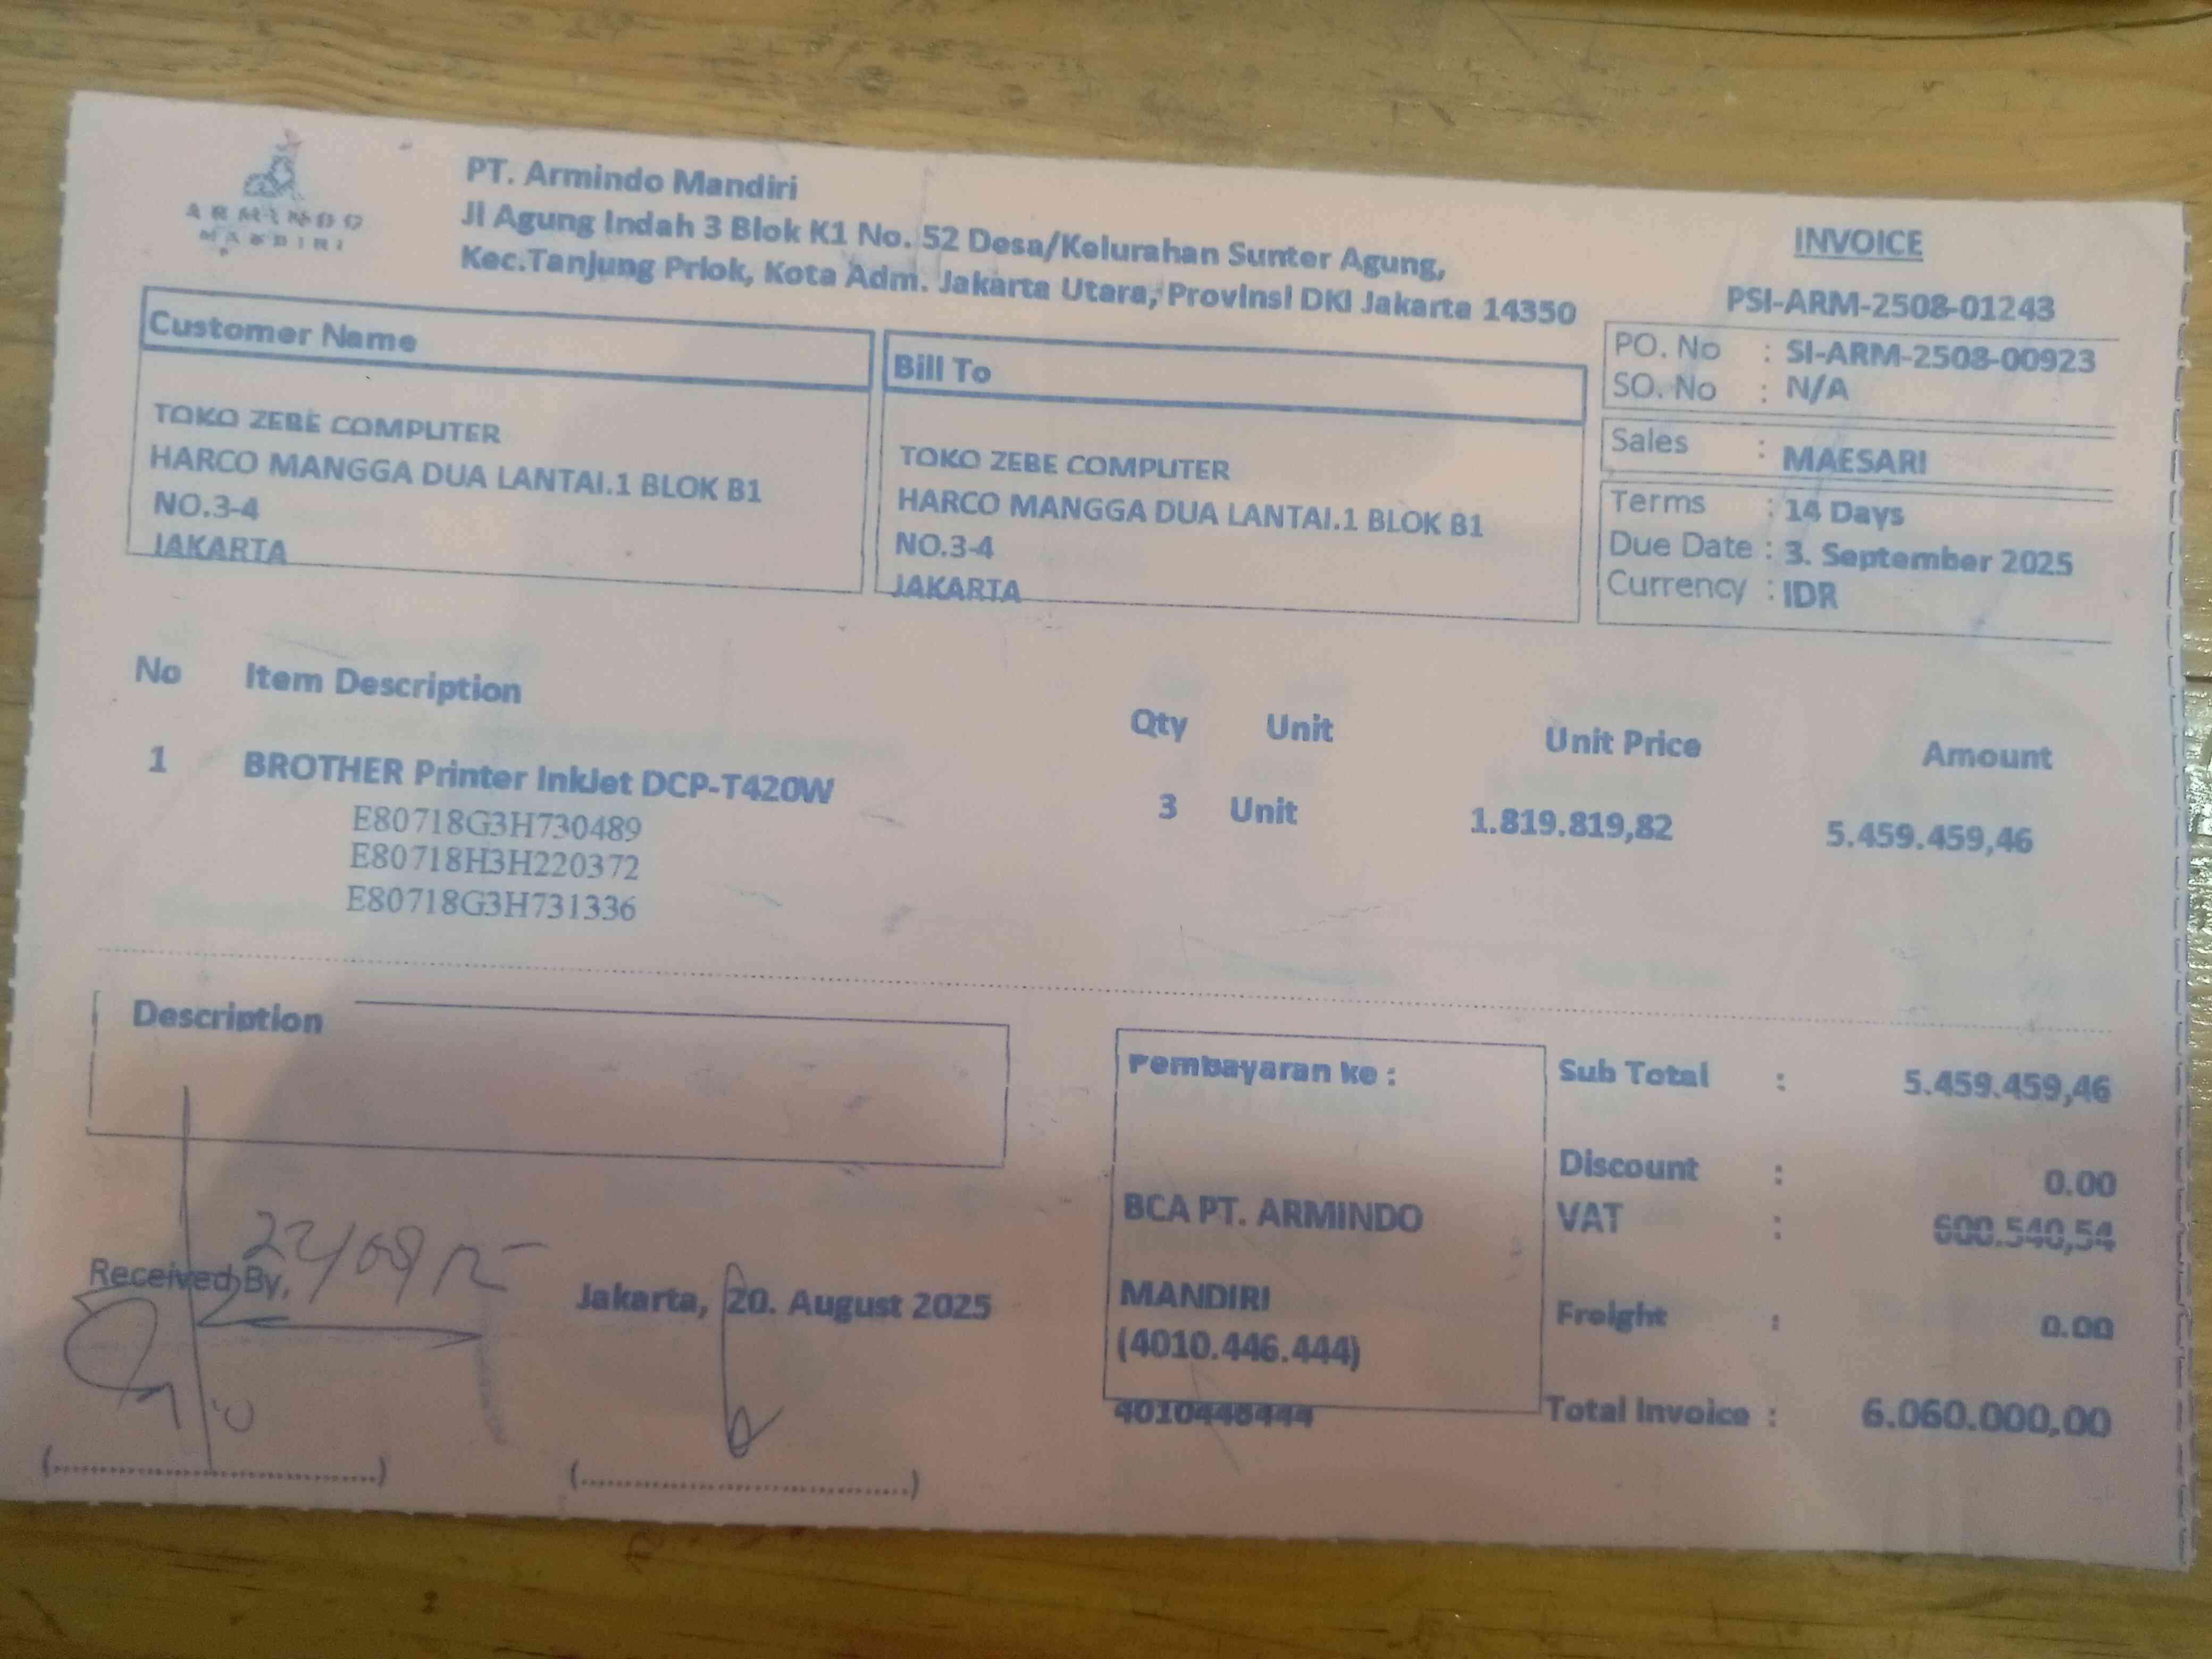 ARMINDO
MANDIRI
PT. Armindo Mandiri
Jl Agung Indah 3 Blok K1 No. 52 Desa/Kelurahan Sunter Agung,
Kec.Tanjung Priok, Kota Adm. Jakarta Utara, Provinsi DKI Jakarta 14350
INVOICE
PSI-ARM-2508-01243
PO. No : SI-ARM-2508-00923
SO. No : N/A
Sales : MAESARI
Terms : 14 Days
Due Date : 3. September 2025
Currency : IDR
Customer Name
TOKO ZEBE COMPUTER
HARCO MANGGA DUA LANTAI.1 BLOK B1
NO.3-4
JAKARTA
Bill To
TOKO ZEBE COMPUTER
HARCO MANGGA DUA LANTAI.1 BLOK B1
NO.3-4
JAKARTA
No Item Description Qty Unit Unit Price Amount
1 BROTHER Printer InkJet DCP-T420W 3 Unit 1.819.819,82 5.459.459,46
E80718G3H730489
E80718H3H220372
E80718G3H731336
Description
Received By,
Jakarta, 20. August 2025
(..............................)
(..............................)
Pembayaran ke :
BCA PT. ARMINDO
MANDIRI
(4010.446.444)
4010446444
Sub Total : 5.459.459,46
Discount : 0.00
VAT : 600.540,54
Freight : 0.00
Total Invoice : 6.060.000,00